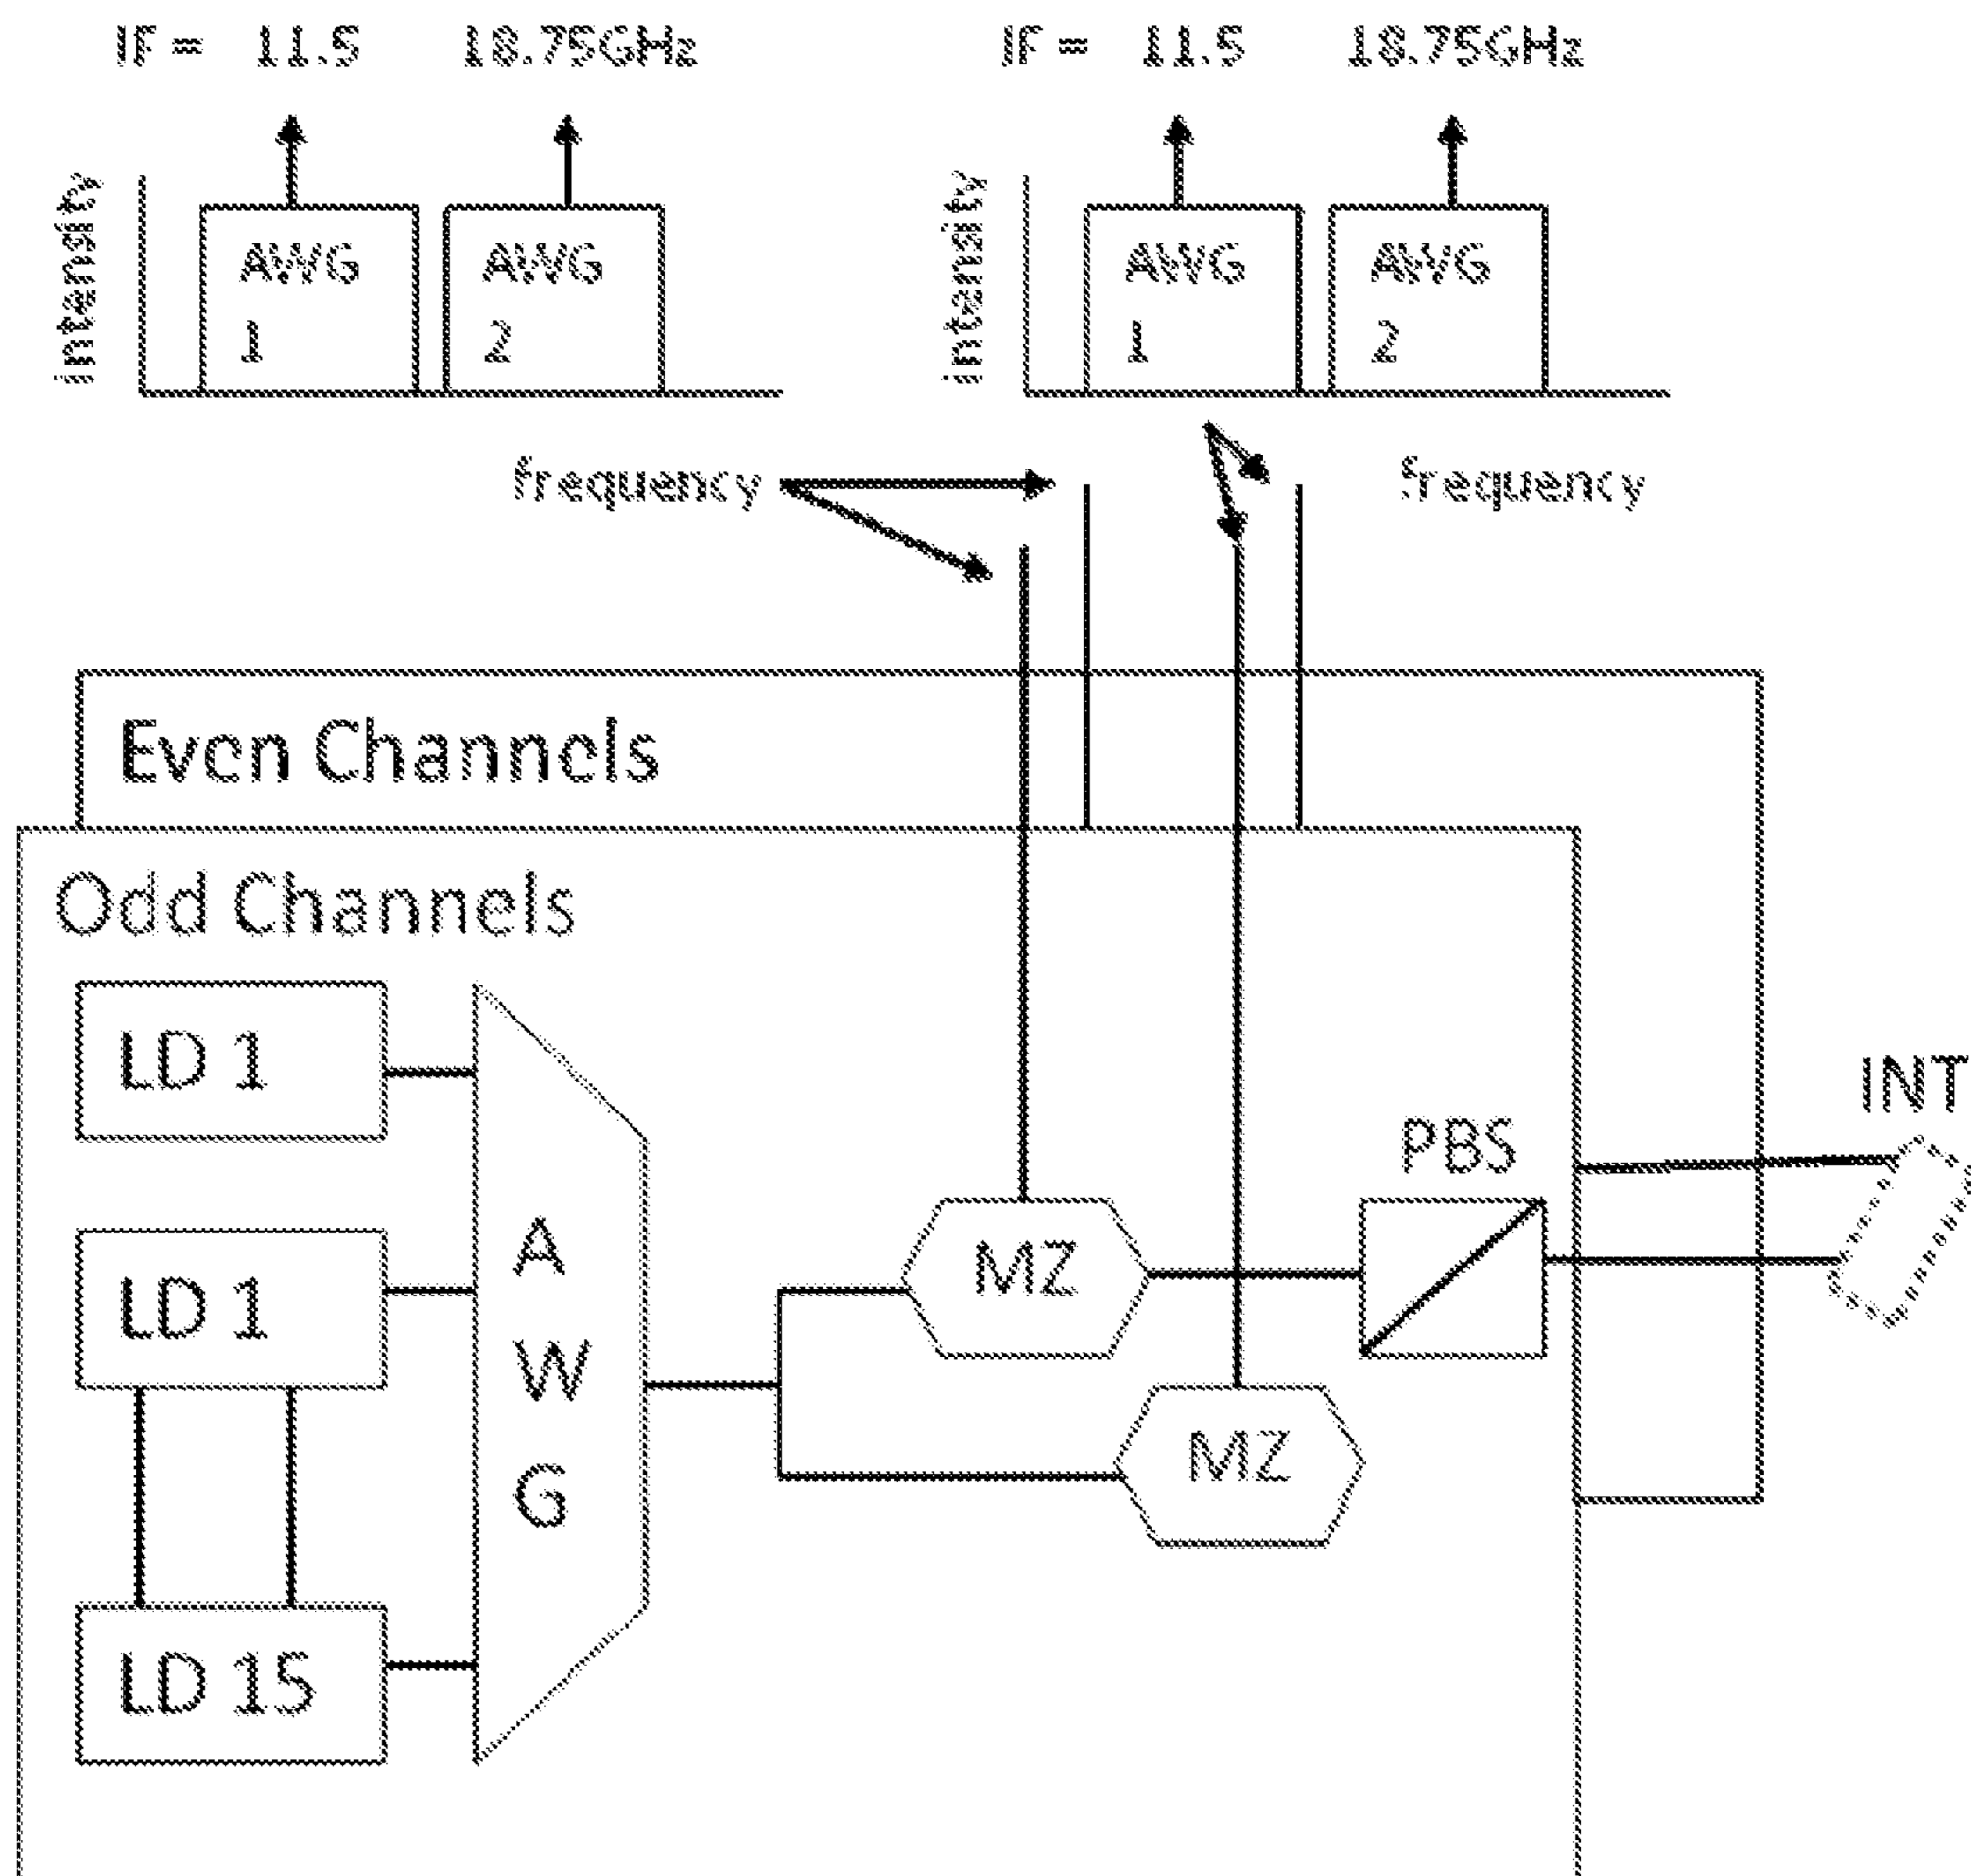 IF = 11.5 18.75GHz
IF = 11.5 18.75GHz
intensity
AWG
1
AWG
2
intensity
AWG
1
AWG
2
frequency
frequency
Even Channels
Odd Channels
LD 1
LD 1
LD 15
A
W
G
MZ
MZ
PBS
INT